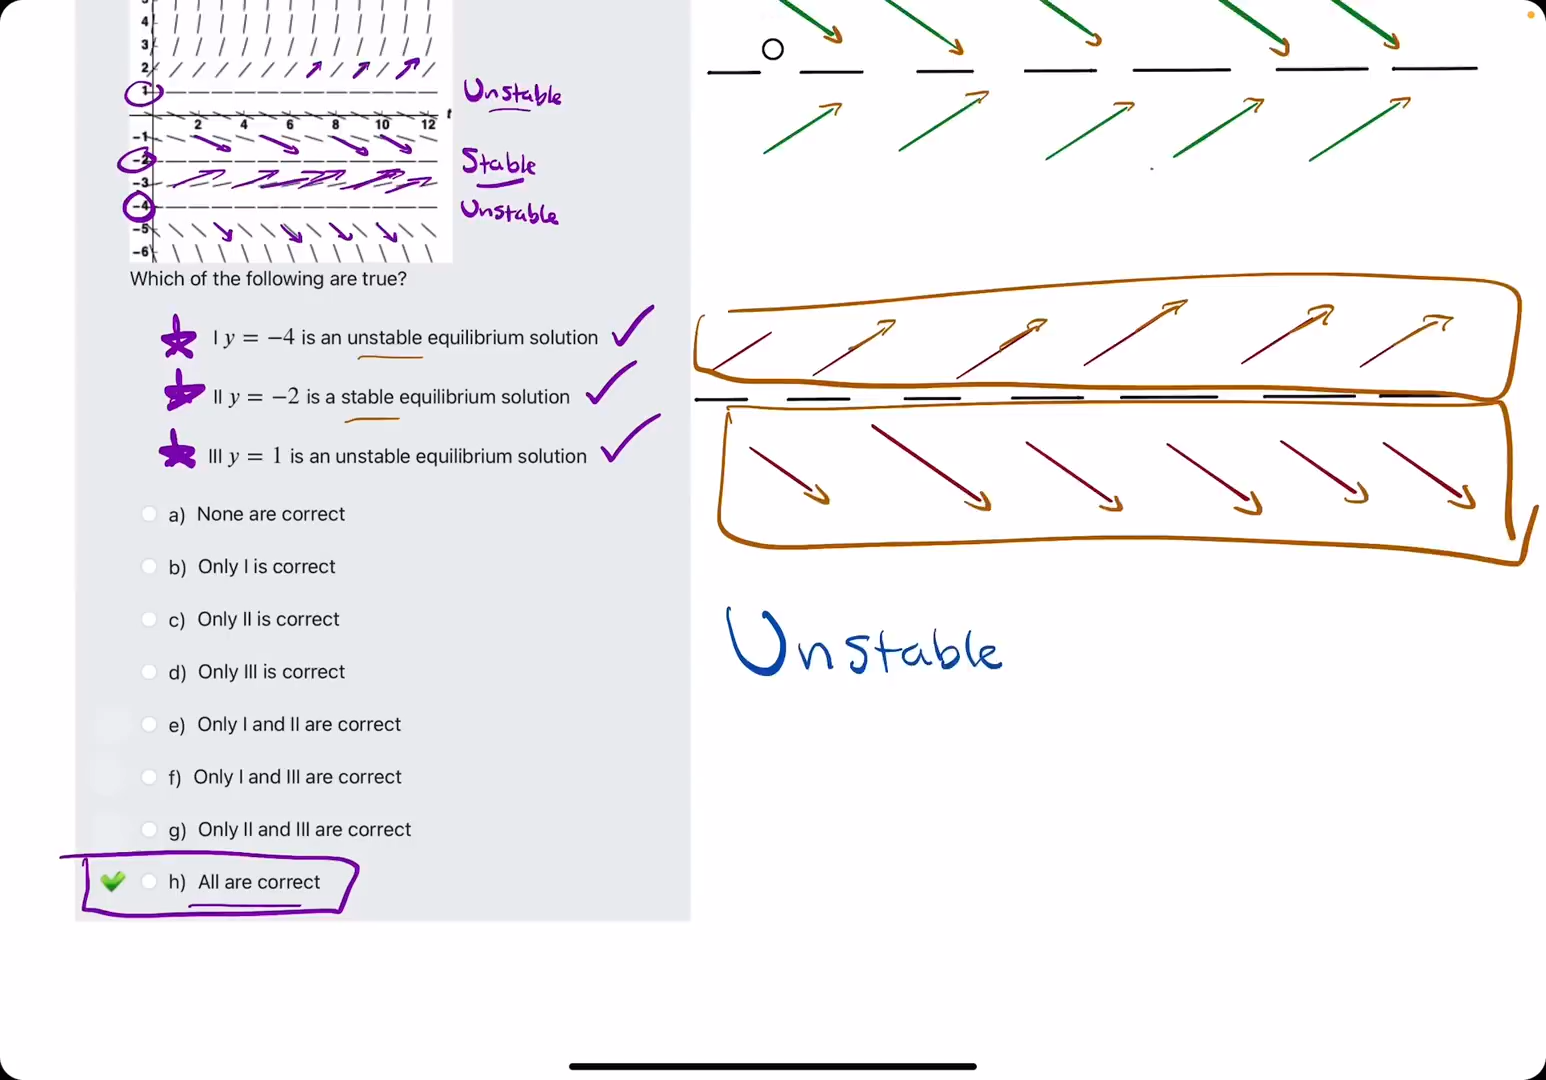 4
3
2
1
Unstable
t
2 4 6 8 10 12
-1
-2
Stable
-3
-4
Unstable
-5
-6
Which of the following are true?
I y = −4 is an unstable equilibrium solution
II y = −2 is a stable equilibrium solution
III y = 1 is an unstable equilibrium solution
a) None are correct
b) Only I is correct
c) Only II is correct
d) Only III is correct
e) Only I and II are correct
f) Only I and III are correct
g) Only II and III are correct
h) All are correct
Unstable